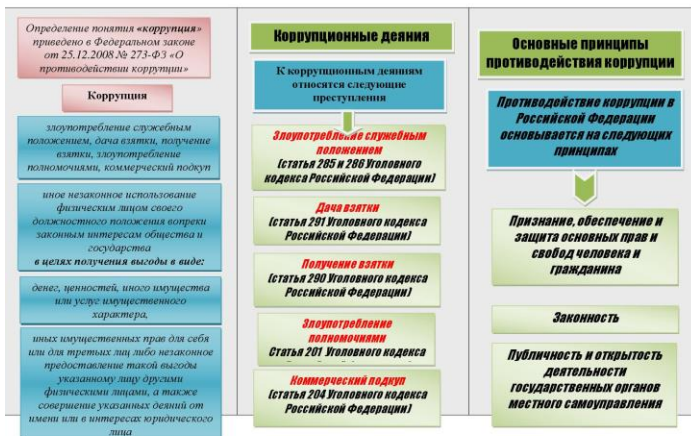 Определение понятия «коррупция»
приведено в Федеральном законе
от 25.12.2008 № 273-ФЗ «О
противодействии коррупции»
Коррупция
злоупотребление служебным
положением, дача взятки, получение
взятки, злоупотребление
полномочиями, коммерческий подкуп
иное незаконное использование
физическим лицом своего
должностного положения вопреки
законным интересам общества и
государства
в целях получения выгоды в виде:
денег, ценностей, иного имущества
или услуг имущественного
характера,
иных имущественных прав для себя
или для третьих лиц либо незаконное
предоставление такой выгоды
указанному лицу другими
физическими лицами, а также
совершение указанных деяний от
имени или в интересах юридического
лица
Коррупционные деяния
К коррупционным деяниям
относятся следующие
преступления
Злоупотребление служебным
положением
(статья 285 и 286 Уголовного
кодекса Российской Федерации)
Дача взятки
(статья 291 Уголовного кодекса
Российской Федерации)
Получение взятки
(статья 290 Уголовного кодекса
Российской Федерации)
Злоупотребление
полномочиями
Статья 201 Уголовного кодекса
Коммерческий подкуп
(статья 204 Уголовного кодекса
Российской Федерации)
Основные принципы
противодействия коррупции
Противодействие коррупции в
Российской Федерации
основывается на следующих
принципах
Признание, обеспечение и
защита основных прав и
свобод человека и
гражданина
Законность
Публичность и открытость
деятельности
государственных органов
местного самоуправления